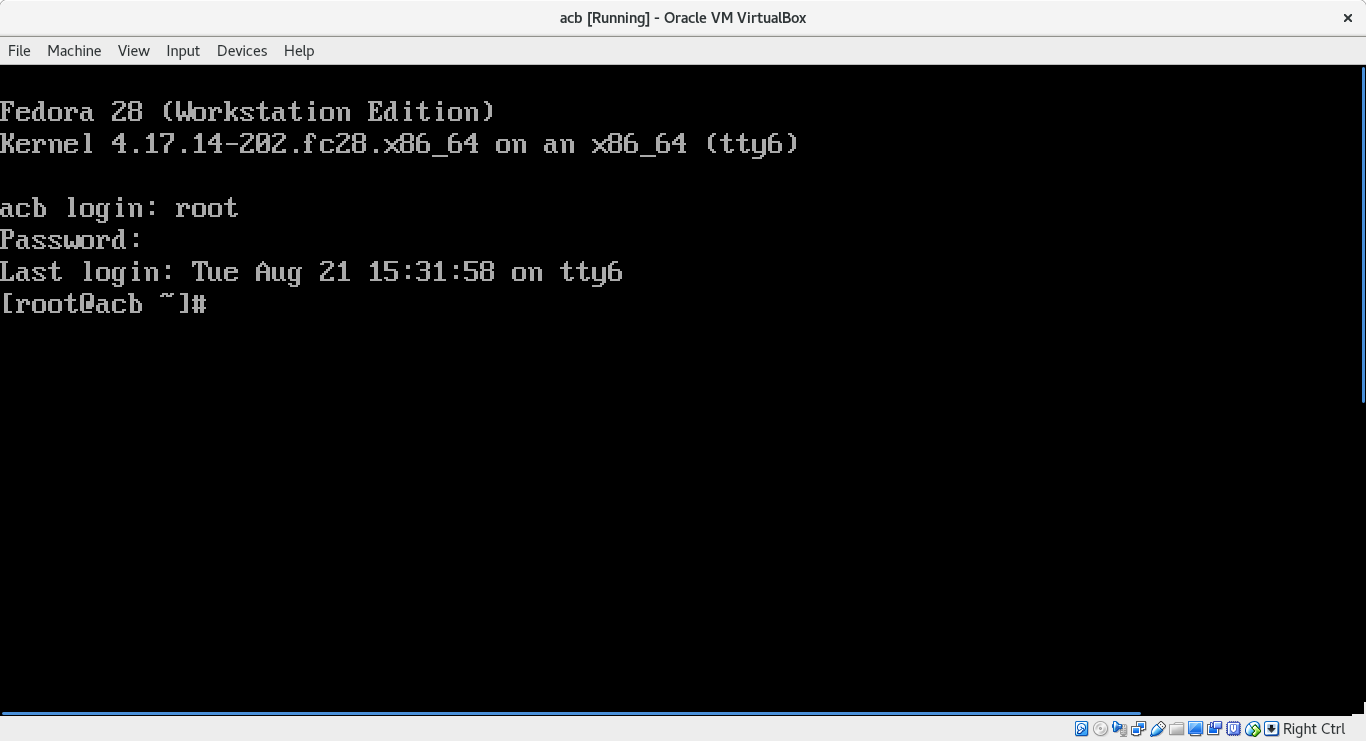 acb [Running] - Oracle VM VirtualBox
File Machine View Input Devices Help
Fedora 28 (Workstation Edition)
Kernel 4.17.14-202.fc28.x86_64 on an x86_64 (tty6)
acb login: root
Password:
Last login: Tue Aug 21 15:31:58 on tty6
[root@acb ~]#
Right Ctrl